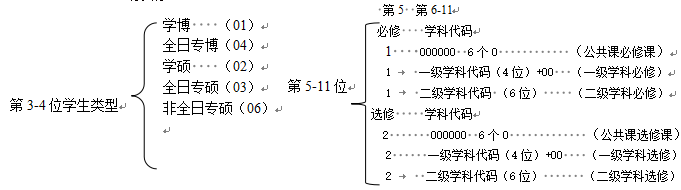 学博 （01）
全日专博（04）
学硕 （02）
全日专硕（03）
非全日专硕（06）
第 3-4 位学生类型
第 5-11 位
第 5 第 6-11
必修 学科代码
1 000000 6 个 0 （公共课必修课）
1 一级学科代码（4 位）+00 （一级学科必修）
1 二级学科代码（6 位） （二级学科必修）
选修 学科代码
2 000000 6 个 0 （公共课选修课）
2 一级学科代码（4 位）+00 （一级学科选修）
2 二级学科代码（6 位） （二级学科选修）